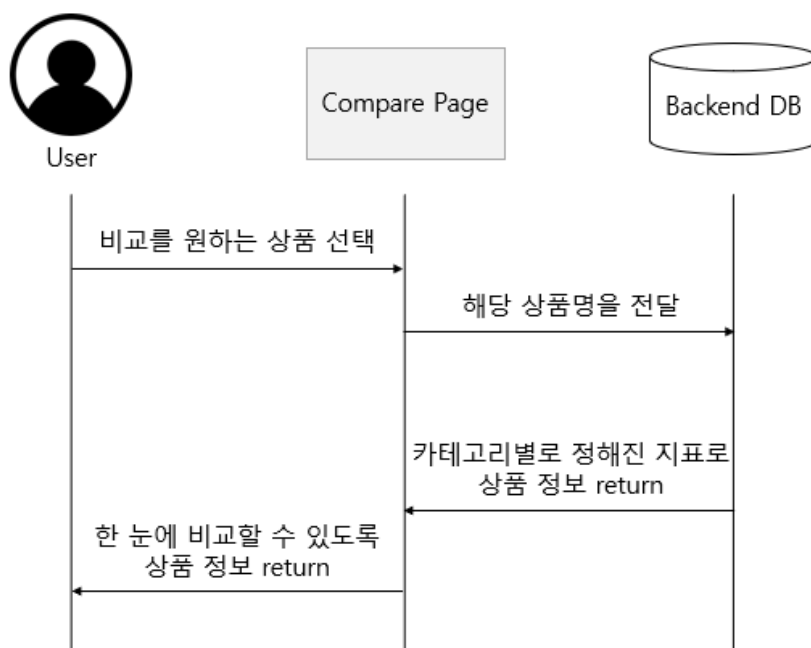 User
Compare Page
Backend DB
비교를 원하는 상품 선택
해당 상품명을 전달
카테고리별로 정해진 지표로
상품 정보 return
한 눈에 비교할 수 있도록
상품 정보 return